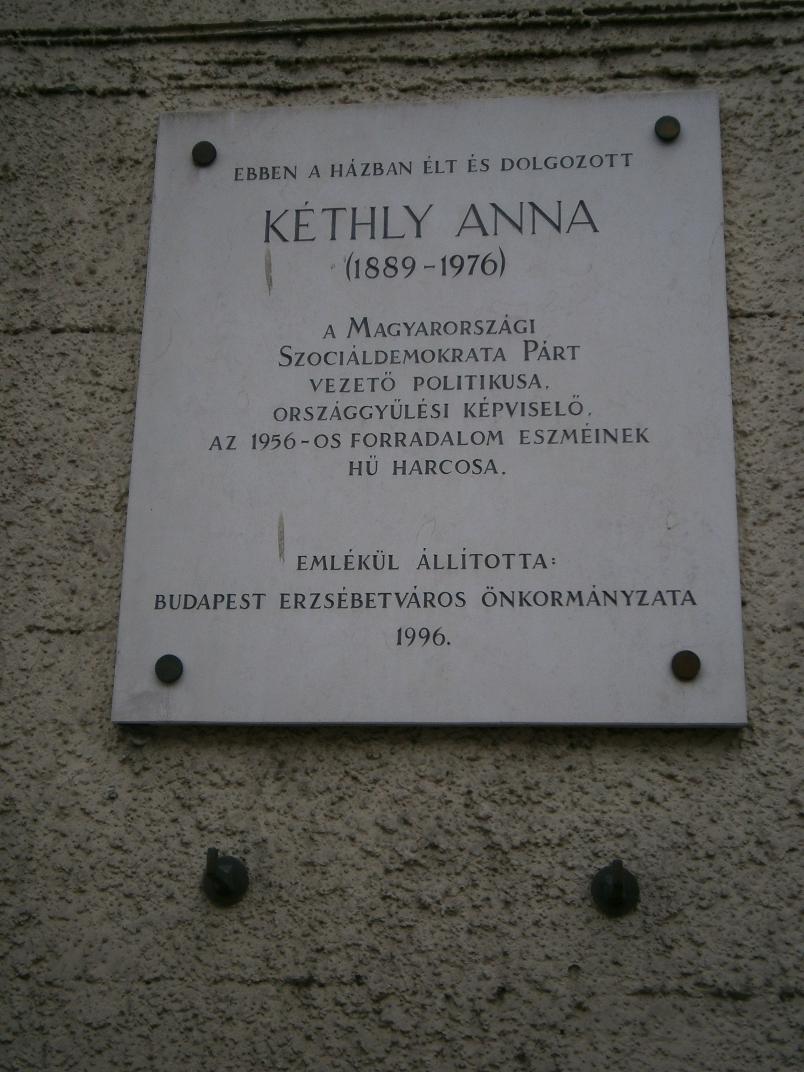 EBBEN A HÁZBAN ÉLT ÉS DOLGOZOTT
KÉTHLY ANNA
(1889-1976)
A MAGYARORSZÁGI
SZOCIÁLDEMOKRATA PÁRT
VEZETŐ POLITIKUSA,
ORSZÁGGYŰLÉSI KÉPVISELŐ,
AZ 1956-OS FORRADALOM ESZMÉINEK
HŰ HARCOSA.
EMLÉKÜL ÁLLÍTOTTA:
BUDAPEST ERZSÉBETVÁROS ÖNKORMÁNYZATA
1996.